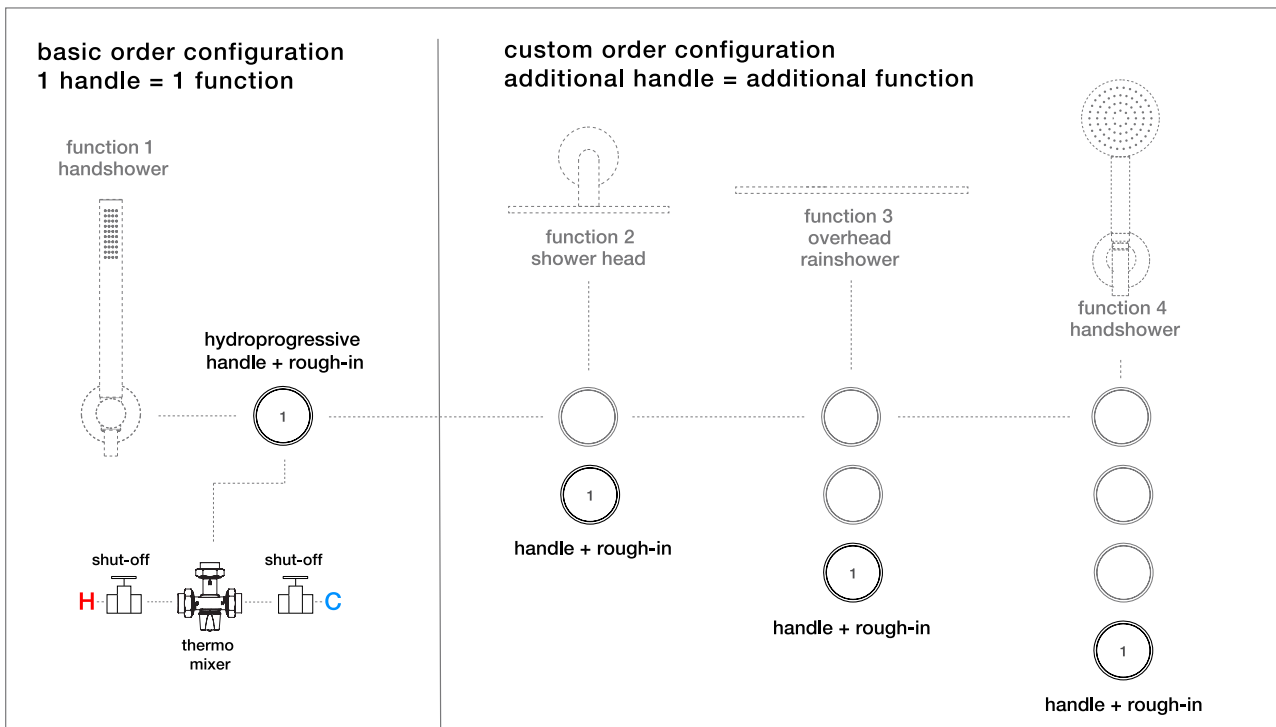 basic order configuration
1 handle = 1 function
function 1
handshower
hydroprogressive
handle + rough-in
1
shut-off
shut-off
H
C
thermo
mixer
custom order configuration
additional handle = additional function
function 2
shower head
function 3
overhead
rainshower
function 4
handshower
1
handle + rough-in
1
handle + rough-in
1
handle + rough-in